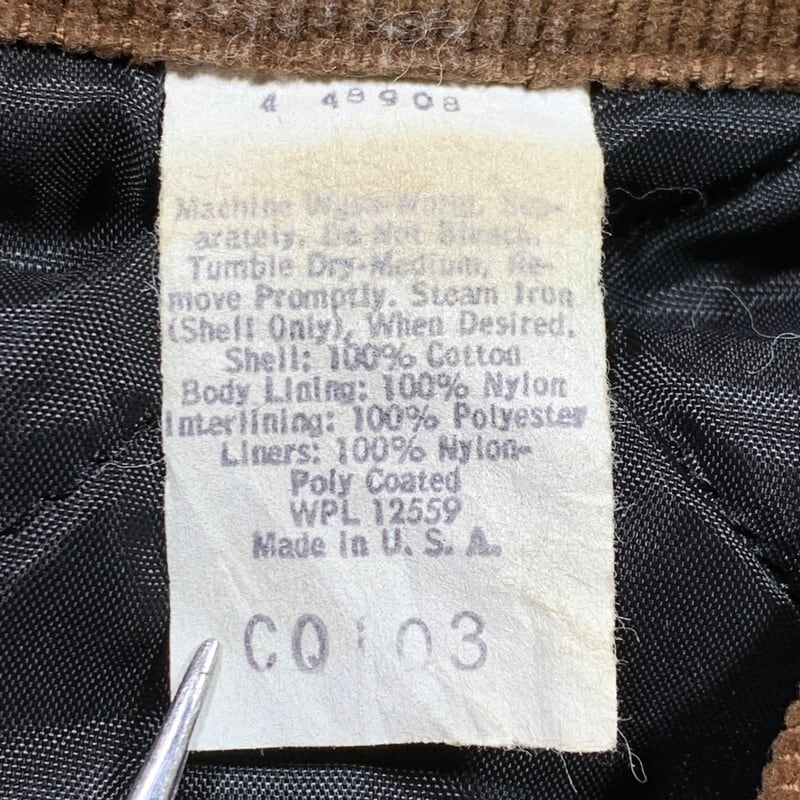 4 48908
Machine Wash-Warm, Sep-
arately. Do Not Bleach.
Tumble Dry-Medium, Re-
move Promptly. Steam Iron
(Shell Only), When Desired.
Shell: 100% Cotton
Body Lining: 100% Nylon
Interlining: 100% Polyester
Liners: 100% Nylon-
Poly Coated
WPL 12559
Made in U. S. A.
CQ 03